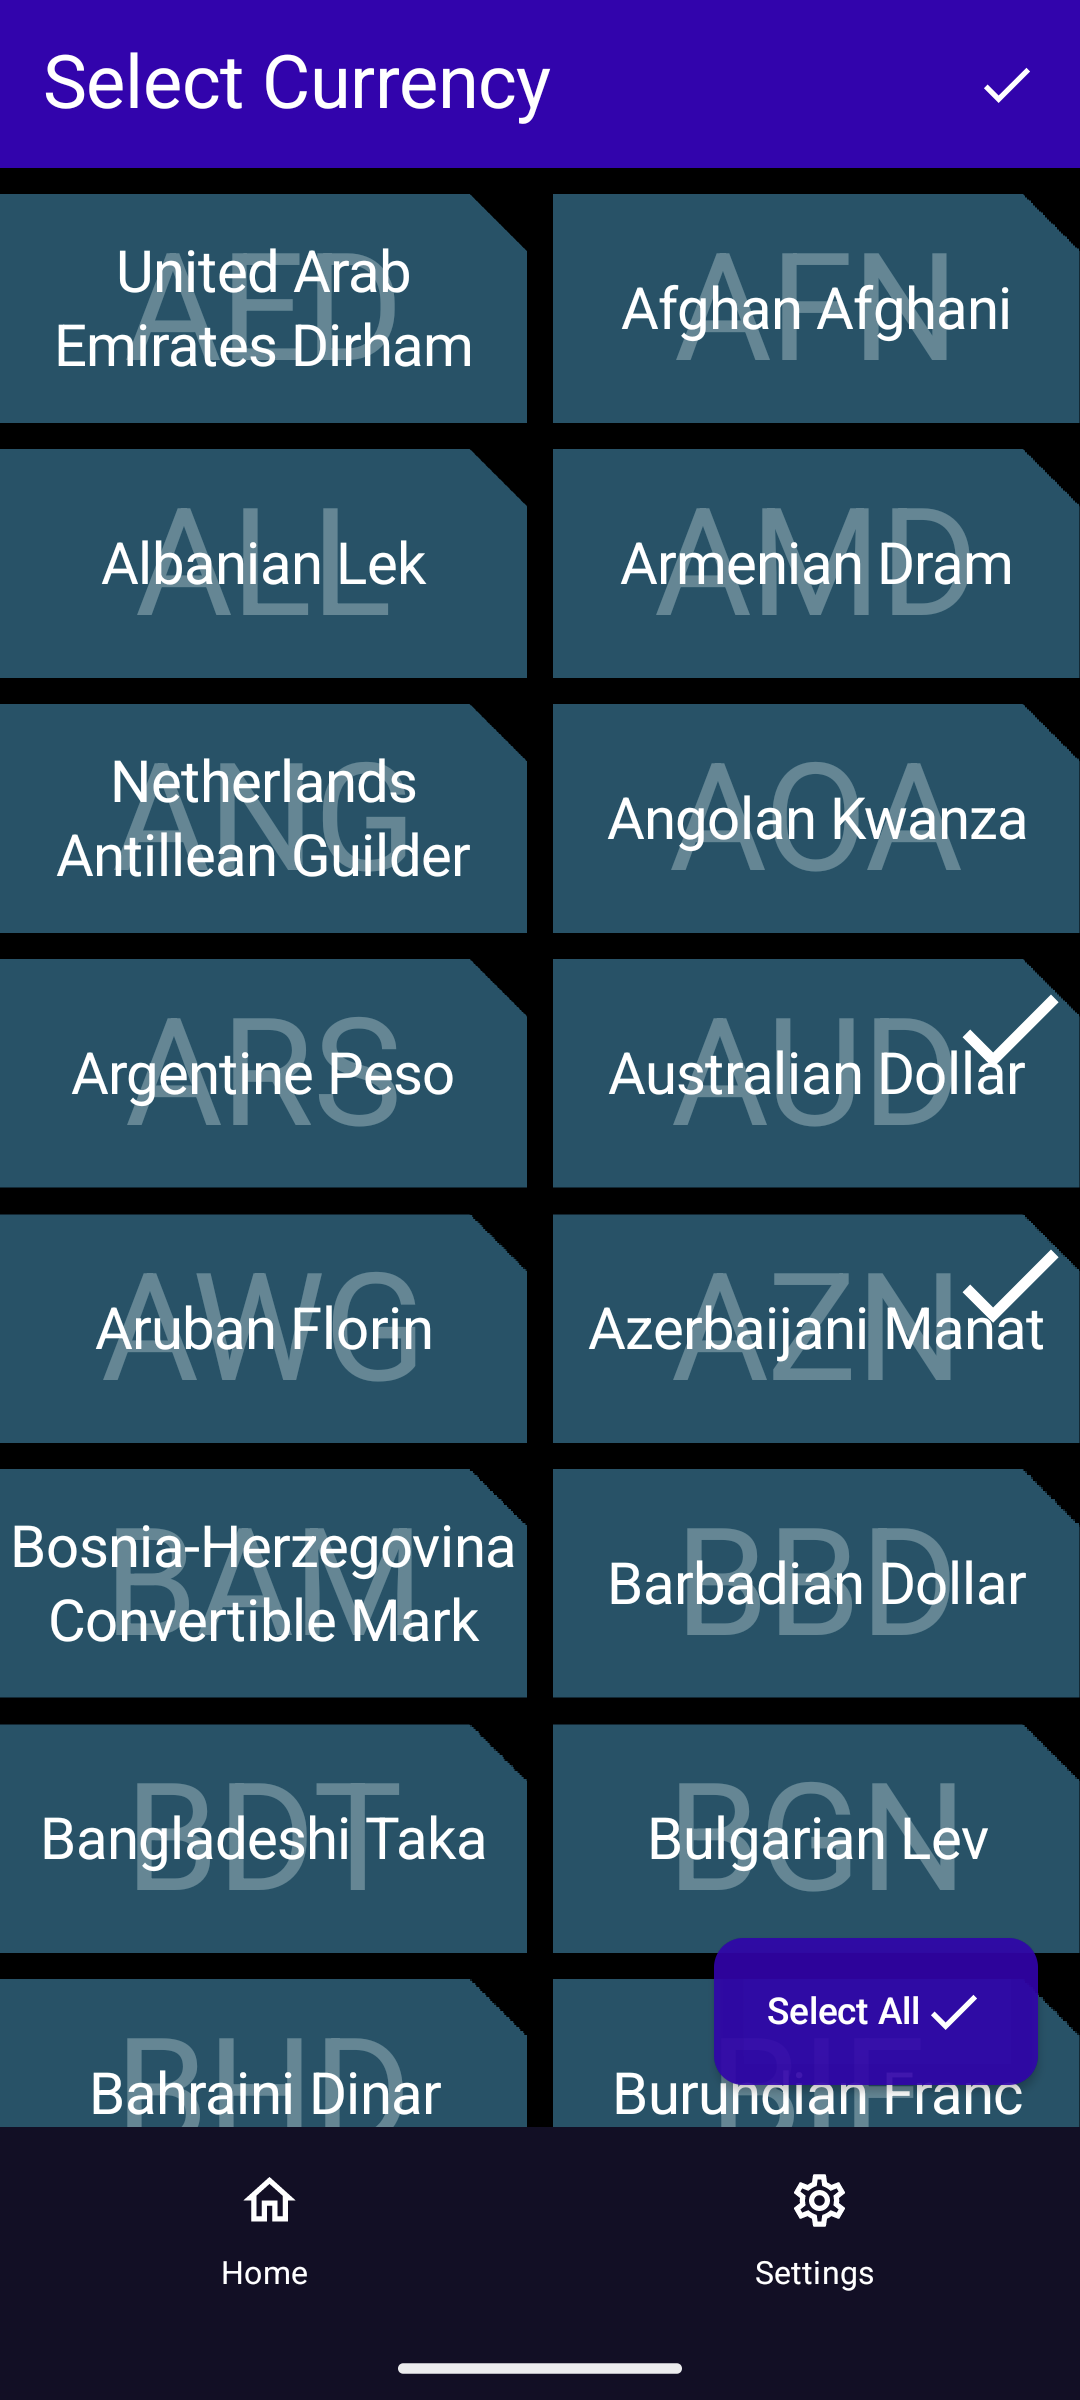 Select Currency
AED
United Arab
Emirates Dirham
AFN
Afghan Afghani
ALL
Albanian Lek
AMD
Armenian Dram
ANG
Netherlands
Antillean Guilder
AOA
Angolan Kwanza
ARS
Argentine Peso
AUD
Australian Dollar
AWG
Aruban Florin
AZN
Azerbaijani Manat
BAM
Bosnia-Herzegovina
Convertible Mark
BBD
Barbadian Dollar
BDT
Bangladeshi Taka
BGN
Bulgarian Lev
BHD
Bahraini Dinar
BIF
Burundian Franc
Select All
Home
Settings